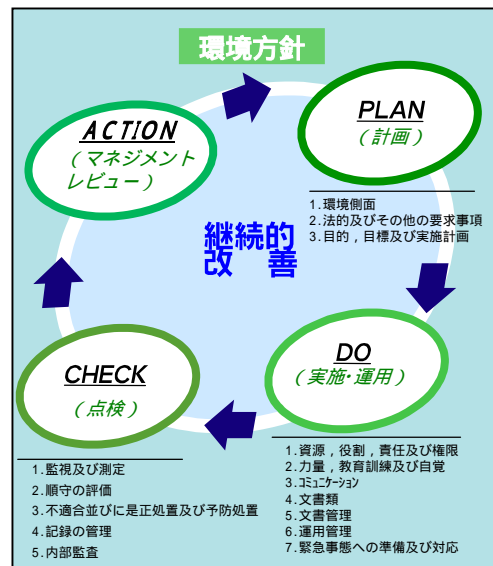 環境方針
ACTION
(マネジメント
レビュー)
PLAN
(計画)
1.環境側面
2.法的及びその他の要求事項
3.目的,目標及び実施計画
継続的
改 善
CHECK
(点検)
DO
(実施・運用)
1.監視及び測定
2.順守の評価
3.不適合並びに是正処置及び予防処置
4.記録の管理
5.内部監査
1.資源,役割,責任及び権限
2.力量,教育訓練及び自覚
3.コミュニケーション
4.文書類
5.文書管理
6.運用管理
7.緊急事態への準備及び対応